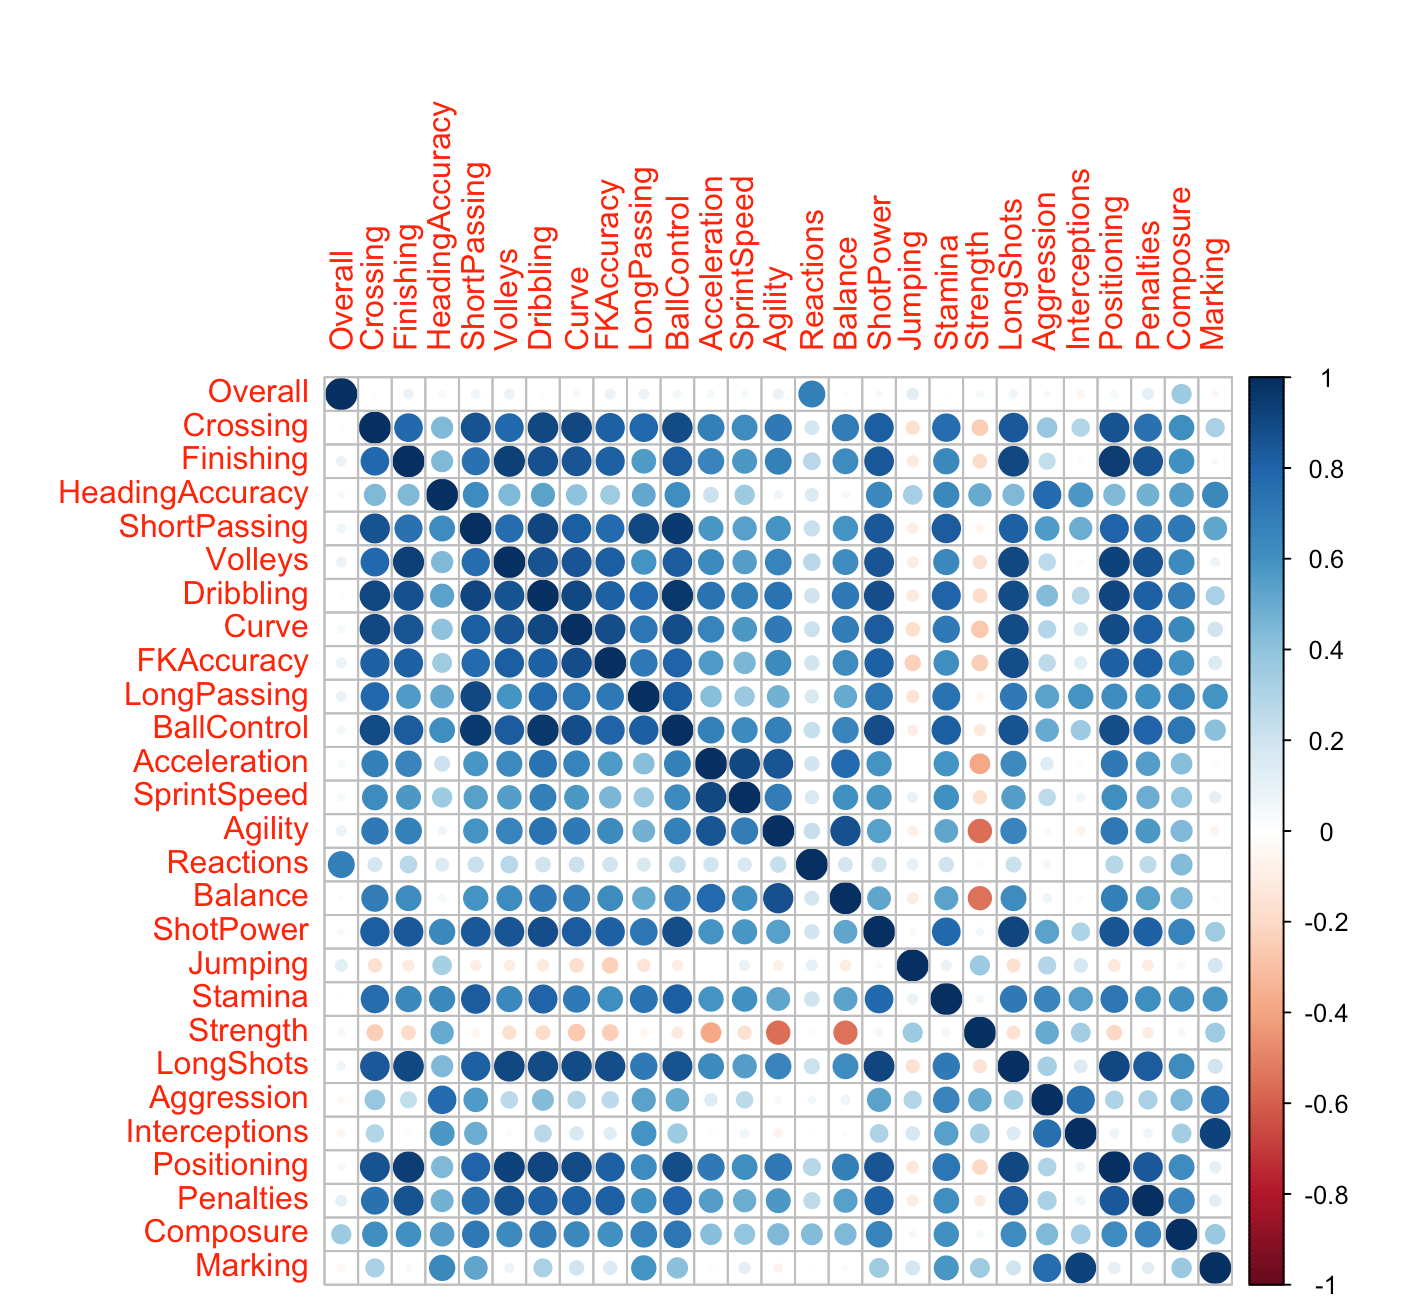 Overall
Crossing
Finishing
HeadingAccuracy
ShortPassing
Volleys
Dribbling
Curve
FKAccuracy
LongPassing
BallControl
Acceleration
SprintSpeed
Agility
Reactions
Balance
ShotPower
Jumping
Stamina
Strength
LongShots
Aggression
Interceptions
Positioning
Penalties
Composure
Marking
Overall
Crossing
Finishing
HeadingAccuracy
ShortPassing
Volleys
Dribbling
Curve
FKAccuracy
LongPassing
BallControl
Acceleration
SprintSpeed
Agility
Reactions
Balance
ShotPower
Jumping
Stamina
Strength
LongShots
Aggression
Interceptions
Positioning
Penalties
Composure
Marking
1
0.8
0.6
0.4
0.2
0
-0.2
-0.4
-0.6
-0.8
-1